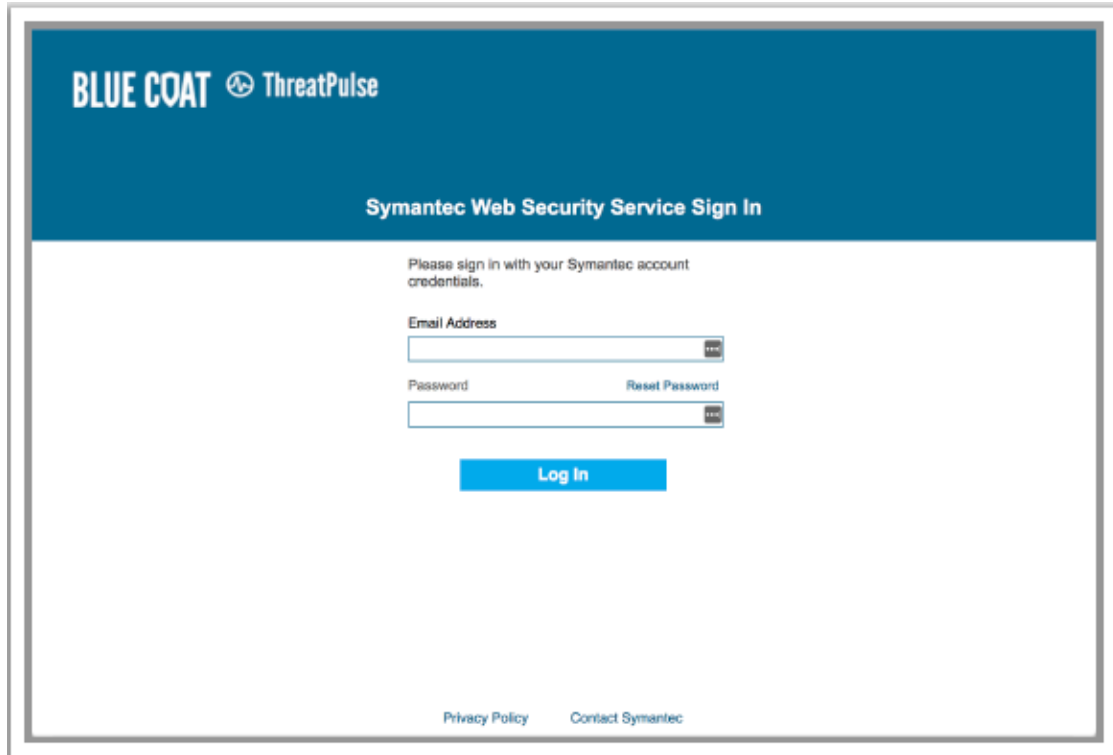 BLUE COAT ThreatPulse
Symantec Web Security Service Sign In
Please sign in with your Symantec account
credentials.
Email Address
Password Reset Password
Log In
Privacy Policy Contact Symantec